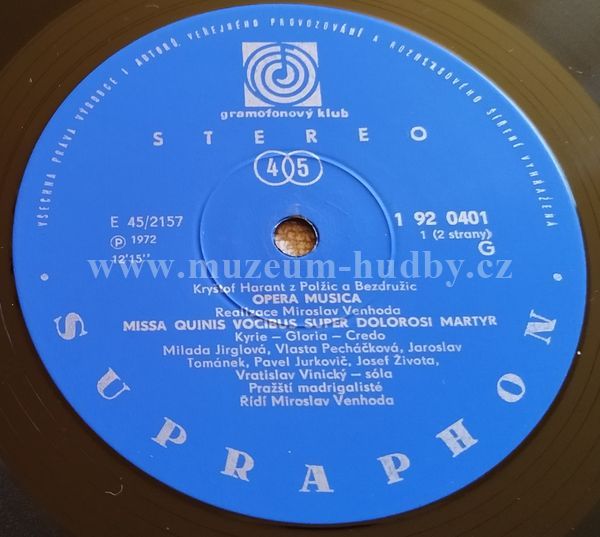 VŠECHNA PRÁVA VÝROBCE I AUTORŮ, VEŘEJNÉHO PROVOZOVÁNÍ A ROZHLASOVÉHO ŠÍŘENÍ VYHRAŽENA
gramofonový klub
STEREO
45
E 45/2157
1 92 0401
Ⓟ 1972
1 (2 strany)
12'15''
G
www.muzeum-hudby.cz
Kryštof Harant z Polžic a Bezdružic
OPERA MUSICA
Realizace Miroslav Venhoda
MISSA QUINIS VOCIBUS SUPER DOLOROSI MARTYR
Kyrie – Gloria – Credo
Milada Jirglová, Vlasta Pecháčková, Jaroslav
Tománek, Pavel Jurkovič, Josef Života,
Vratislav Vinický – sóla
Pražští madrigalisté
Řídí Miroslav Venhoda
• SUPRAPHON •